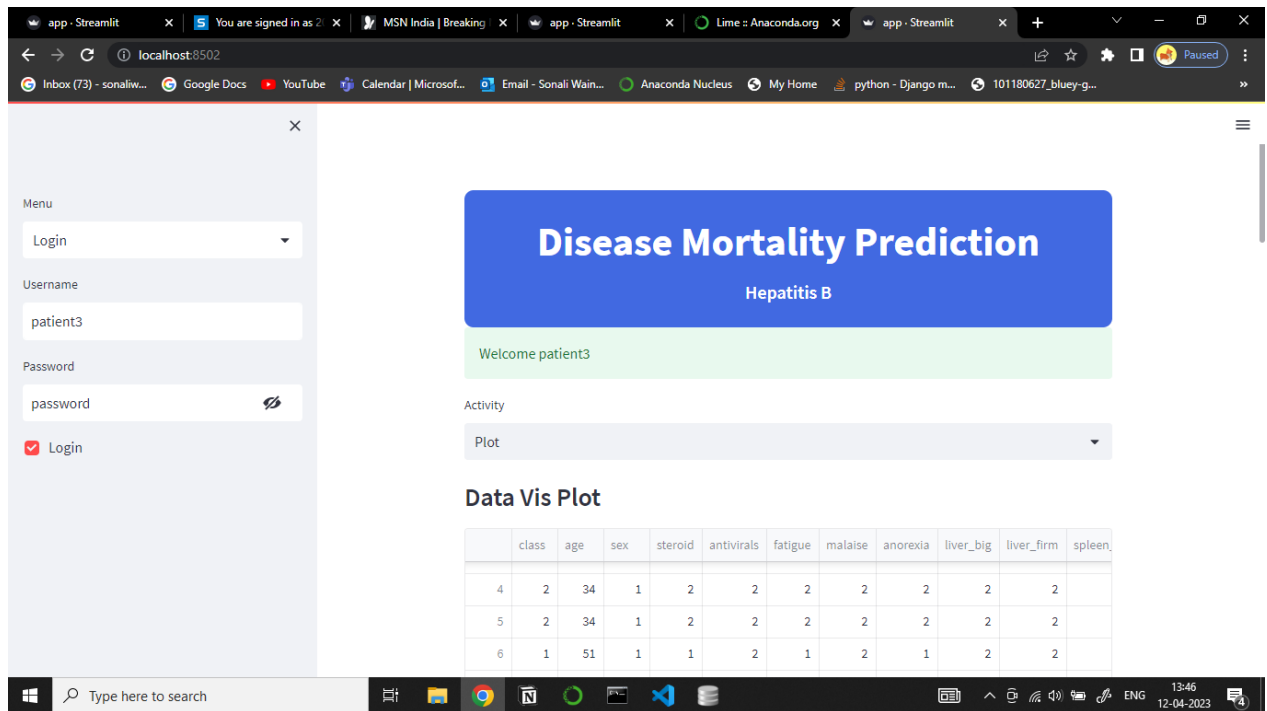 app · Streamlit
You are signed in as 2
MSN India | Breaking
app · Streamlit
Lime :: Anaconda.org
app · Streamlit
localhost:8502
Paused
Inbox (73) - sonaliw...
Google Docs
YouTube
Calendar | Microsof...
Email - Sonali Wain...
Anaconda Nucleus
My Home
python - Django m...
101180627_bluey-g...
Menu
Login
Username
patient3
Password
password
Login
Disease Mortality Prediction
Hepatitis B
Welcome patient3
Activity
Plot
Data Vis Plot
class age sex steroid antivirals fatigue malaise anorexia liver_big liver_firm spleen_
4 2 34 1 2 2 2 2 2 2 2
5 2 34 1 2 2 2 2 2 2 2
6 1 51 1 1 2 1 2 1 2 2
Type here to search
ENG
13:46
12-04-2023
4